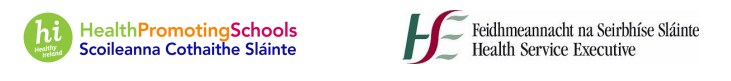 hi
Healthy
Ireland
HealthPromotingSchools
Scoileanna Cothaithe Sláinte
Feidhmeannacht na Seirbhíse Sláinte
Health Service Executive